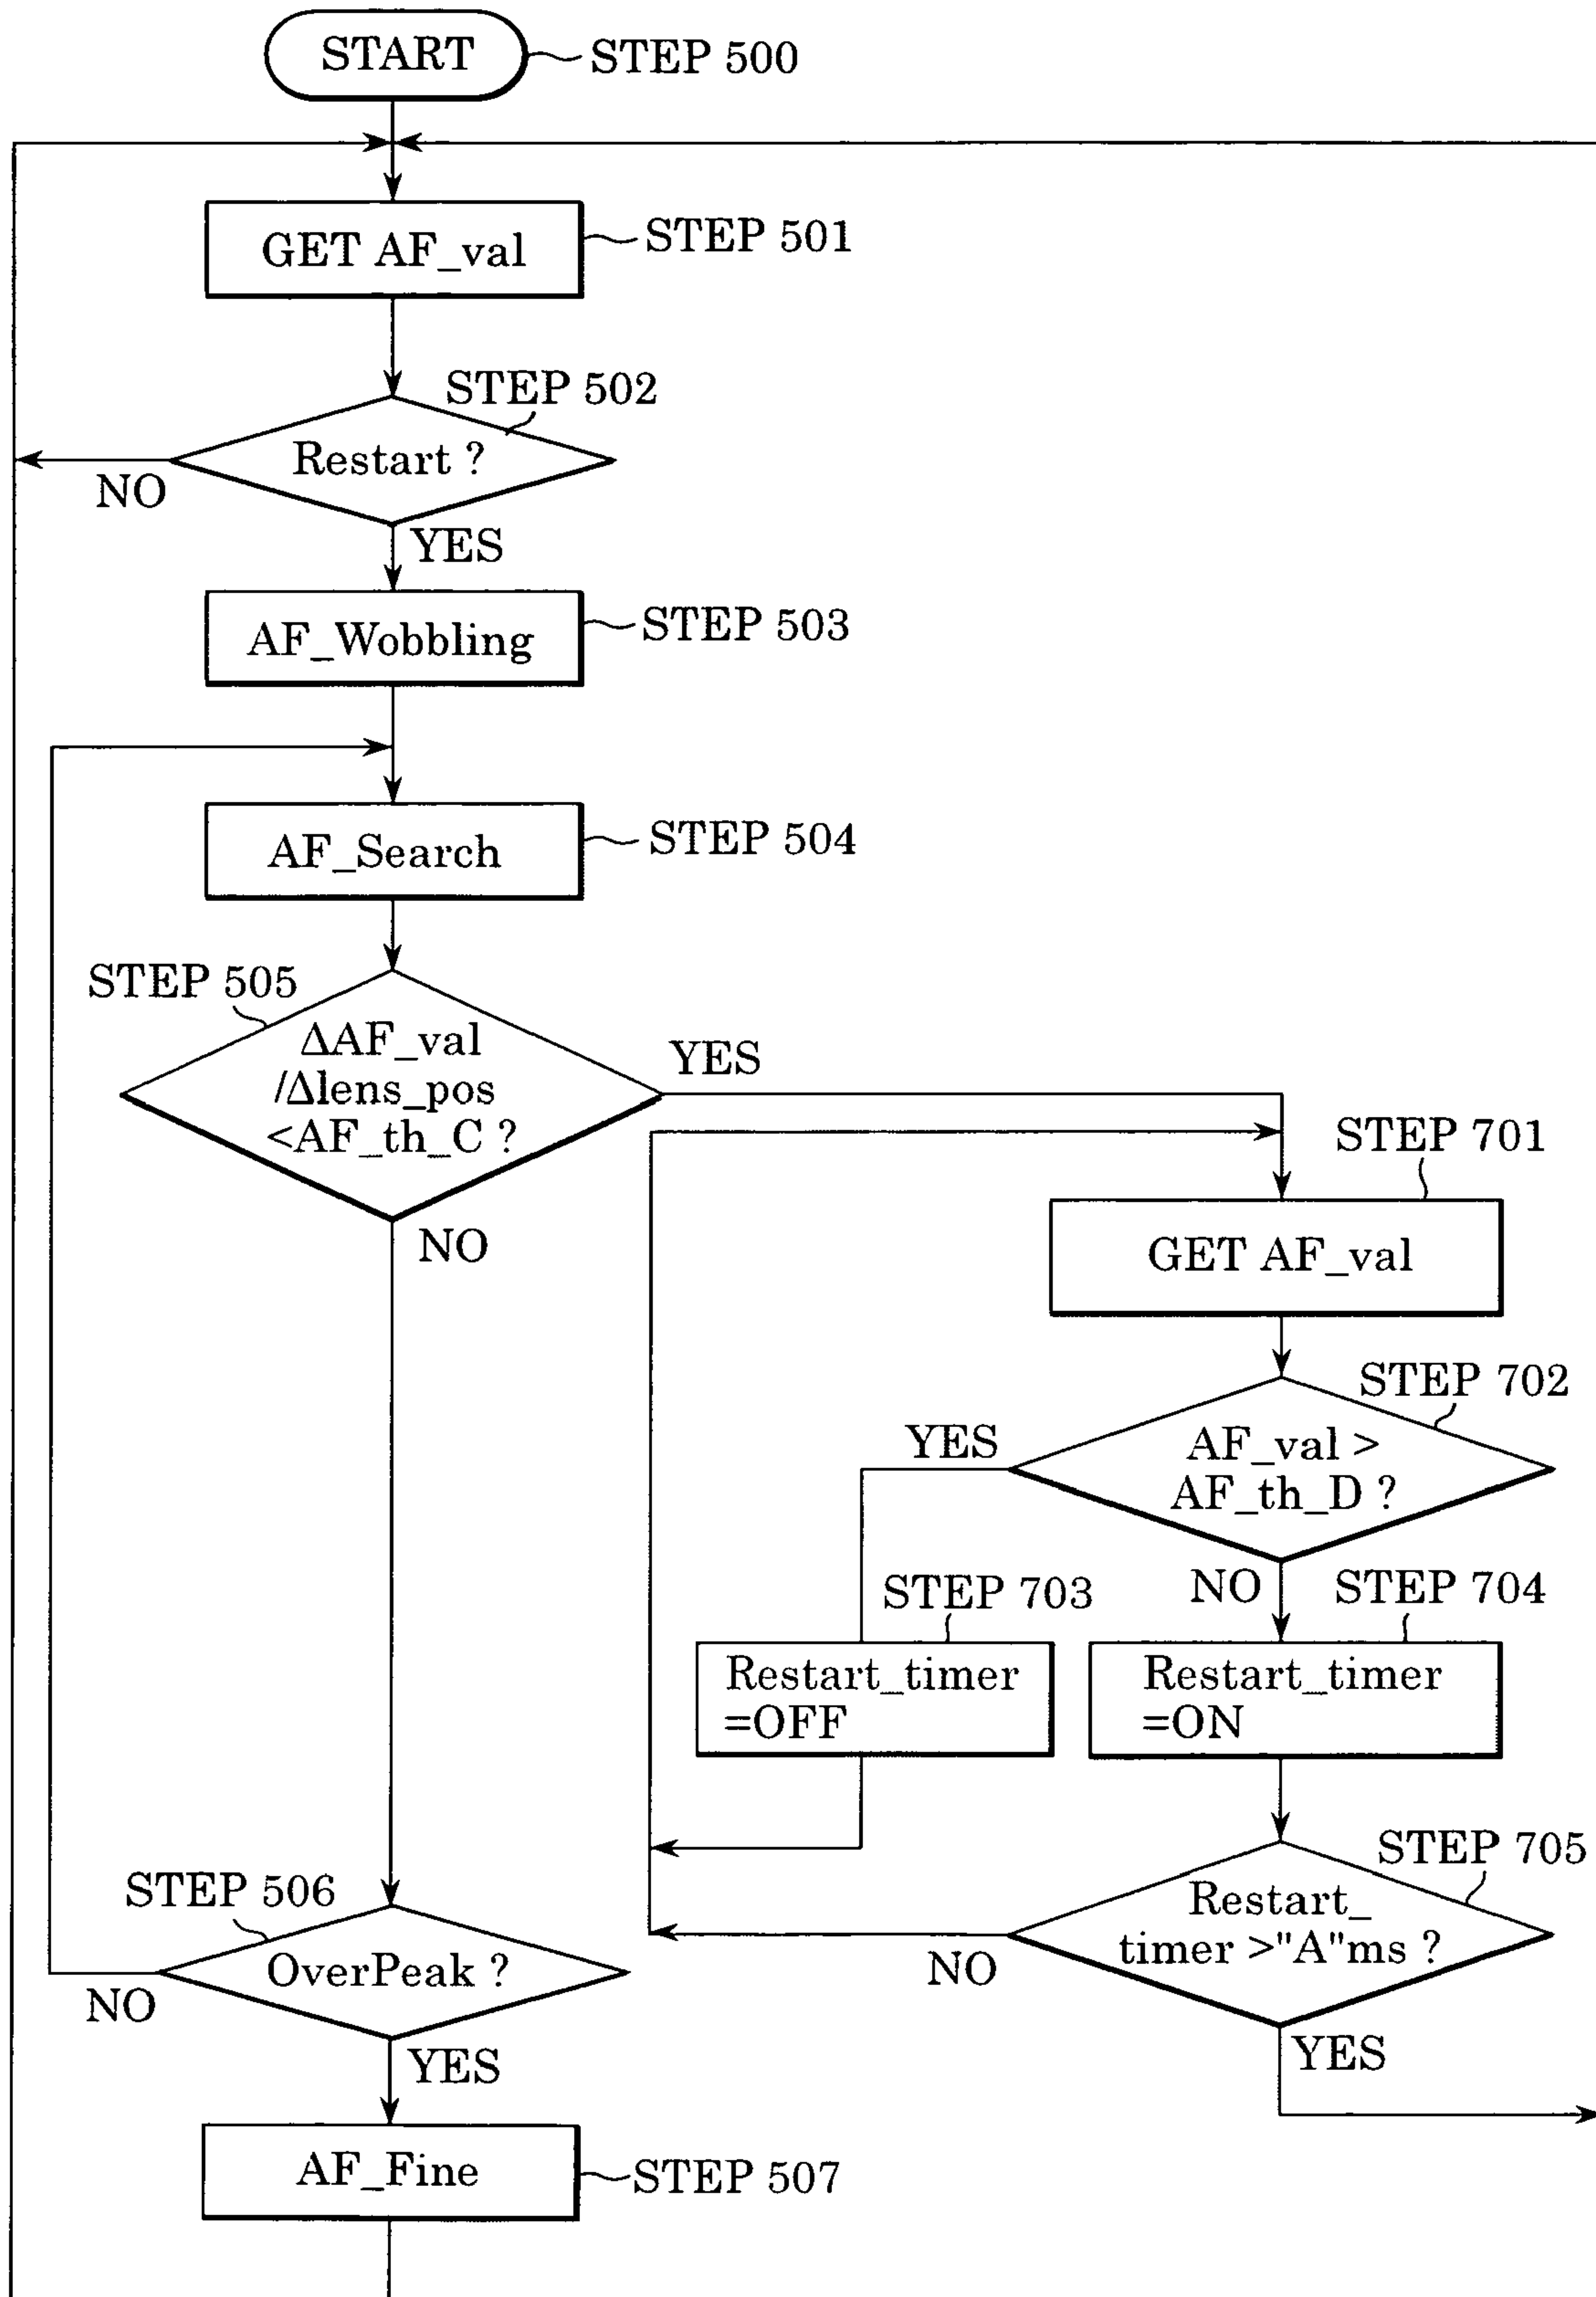 START
STEP 500
GET AF_val
STEP 501
STEP 502
Restart ?
NO
YES
AF_Wobbling
STEP 503
AF_Search
STEP 504
STEP 505
ΔAF_val
/Δlens_pos
<AF_th_C ?
YES
NO
STEP 701
GET AF_val
STEP 702
AF_val >
AF_th_D ?
YES
NO
STEP 703
Restart_timer
=OFF
STEP 704
Restart_timer
=ON
STEP 705
Restart_
timer >"A"ms ?
NO
YES
STEP 506
OverPeak ?
NO
YES
AF_Fine
STEP 507